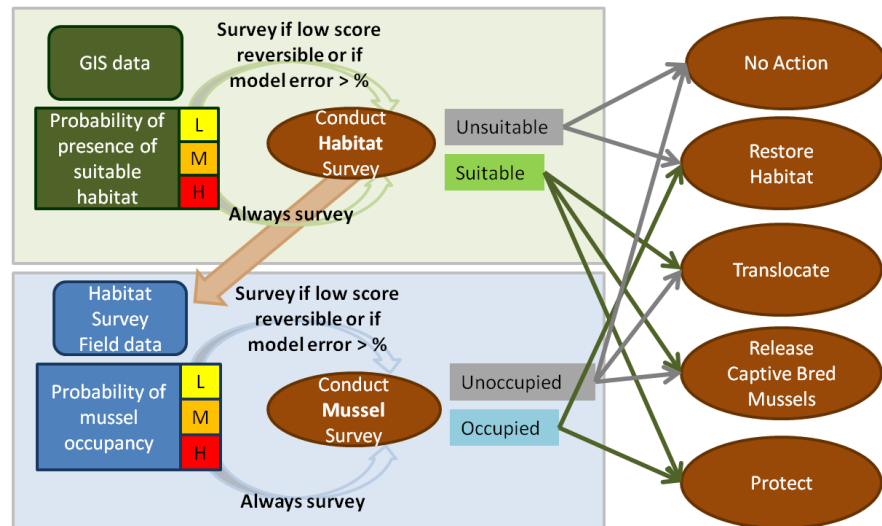 GIS data
Survey if low score
reversible or if
model error > %
Probability of
presence of
suitable
habitat
L
M
H
Conduct
Habitat
Survey
Always survey
Unsuitable
Suitable
Habitat
Survey
Field data
Survey if low score
reversible or if
model error > %
Probability of
mussel
occupancy
L
M
H
Conduct
Mussel
Survey
Always survey
Unoccupied
Occupied
No Action
Restore
Habitat
Translocate
Release
Captive Bred
Mussels
Protect